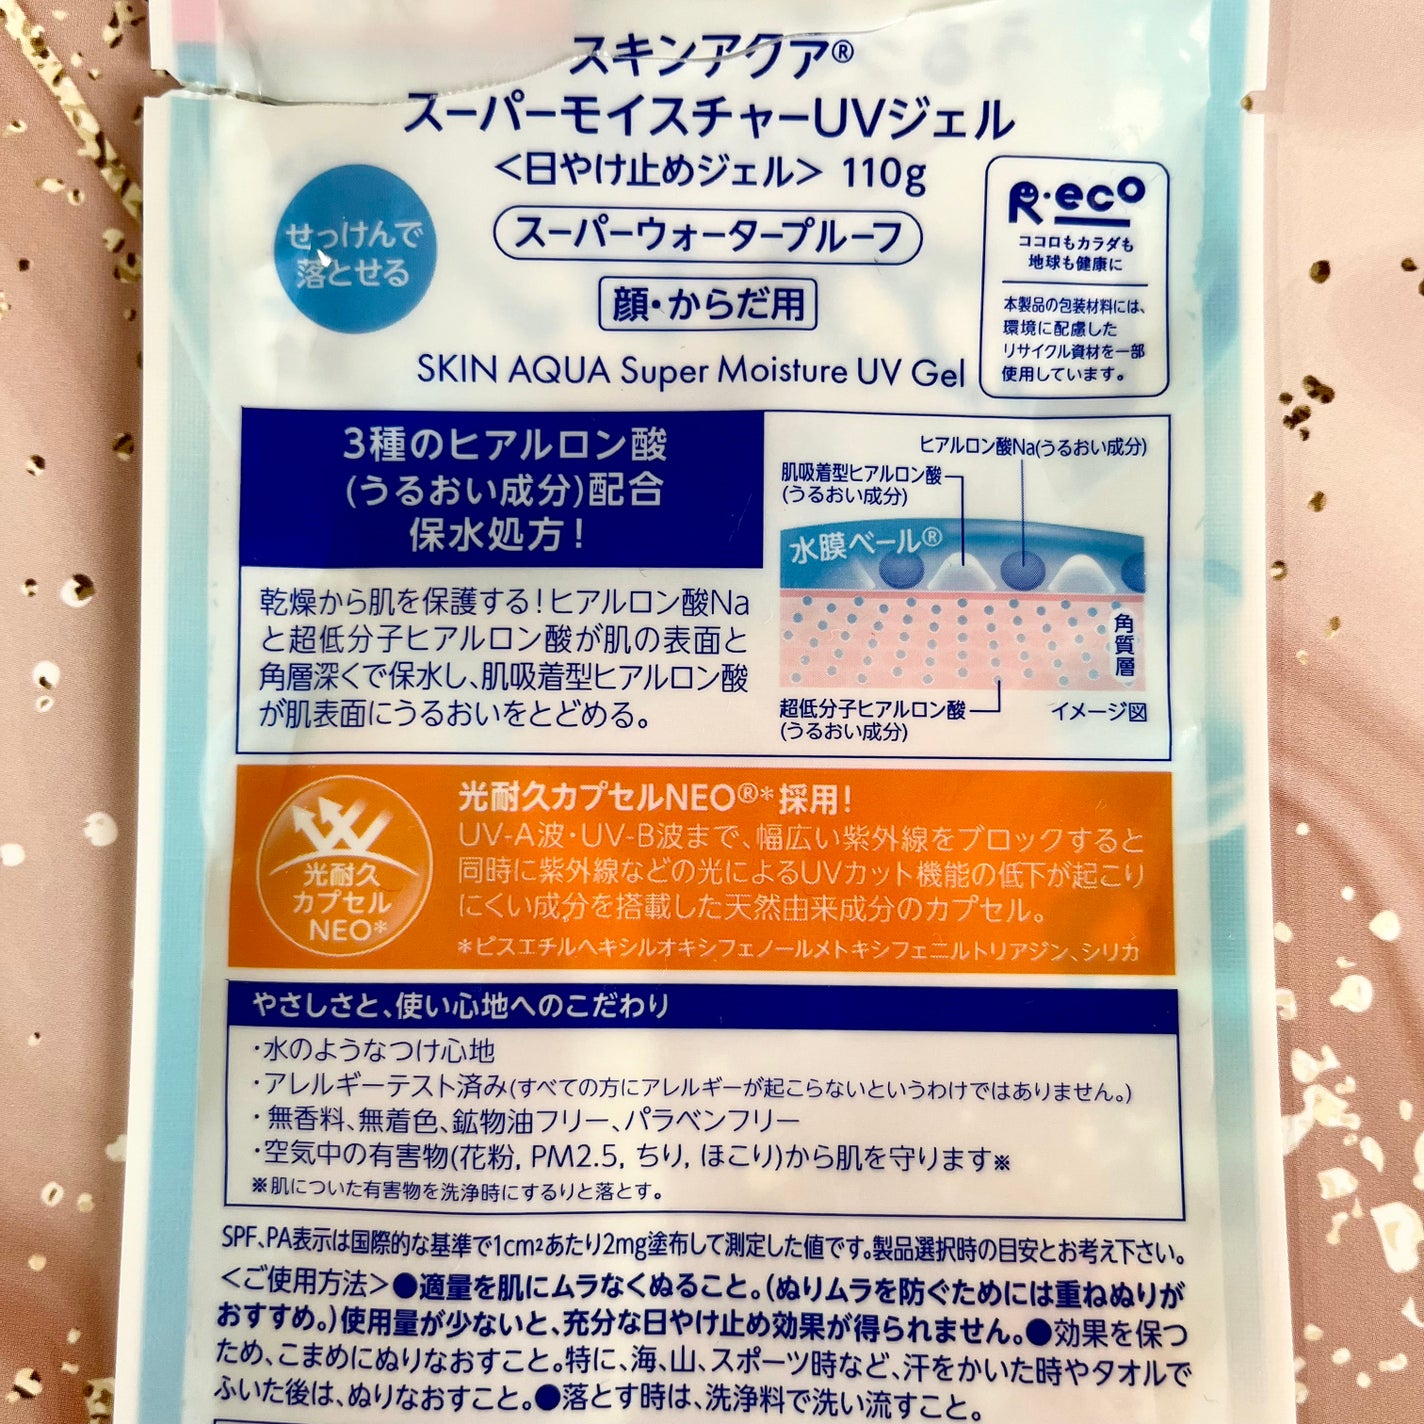 スキンアクア®
スーパーモイスチャーUVジェル
<日やけ止めジェル> 110g
スーパーウォータープルーフ
顔・からだ用
SKIN AQUA Super Moisture UV Gel
せっけんで
落とせる
R・eco
ココロもカラダも
地球も健康に
本製品の包装材料には、
環境に配慮した
リサイクル資材を一部
使用しています。
3種のヒアルロン酸
(うるおい成分)配合
保水処方!
乾燥から肌を保護する!ヒアルロン酸Na
と超低分子ヒアルロン酸が肌の表面と
角層深くで保水し、肌吸着型ヒアルロン酸
が肌表面にうるおいをとどめる。
ヒアルロン酸Na(うるおい成分)
肌吸着型ヒアルロン酸
(うるおい成分)
水膜ベール®
角質層
超低分子ヒアルロン酸
(うるおい成分)
イメージ図
光耐久
カプセル
NEO*
光耐久カプセルNEO®*採用!
UV-A波・UV-B波まで、幅広い紫外線をブロックすると
同時に紫外線などの光によるUVカット機能の低下が起こり
にくい成分を搭載した天然由来成分のカプセル。
*ビスエチルヘキシルオキシフェノールメトキシフェニルトリアジン、シリカ
やさしさと、使い心地へのこだわり
・水のようなつけ心地
・アレルギーテスト済み(すべての方にアレルギーが起こらないというわけではありません。)
・無香料、無着色、鉱物油フリー、パラベンフリー
・空気中の有害物(花粉, PM2.5, ちり, ほこり)から肌を守ります※
※肌についた有害物を洗浄時にするりと落とす。
SPF、PA表示は国際的な基準で1cm²あたり2mg塗布して測定した値です。製品選択時の目安とお考え下さい。
<ご使用方法>●適量を肌にムラなくぬること。(ぬりムラを防ぐためには重ねぬりが
おすすめ。)使用量が少ないと、充分な日やけ止め効果が得られません。●効果を保つ
ため、こまめにぬりなおすこと。特に、海、山、スポーツ時など、汗をかいた時やタオルで
ふいた後は、ぬりなおすこと。●落とす時は、洗浄料で洗い流すこと。